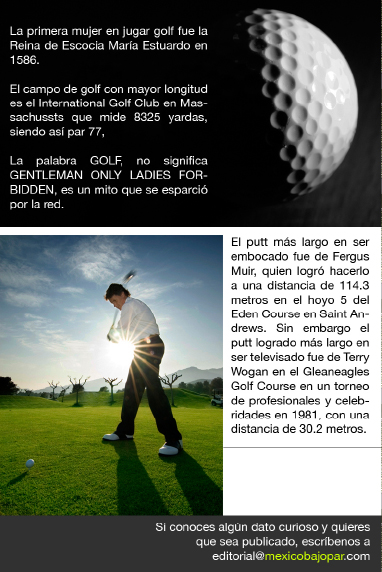 La primera mujer en jugar golf fue la
Reina de Escocia María Estuardo en
1586.
El campo de golf con mayor longitud
es el International Golf Club en Mas-
sachussts que mide 8325 yardas,
siendo así par 77,
La palabra GOLF, no significa
GENTLEMAN ONLY LADIES FOR-
BIDDEN, es un mito que se esparció
por la red.
El putt más largo en ser
embocado fue de Fergus
Muir, quien logró hacerlo
a una distancia de 114.3
metros en el hoyo 5 del
Eden Course en Saint An-
drews. Sin embargo el
putt logrado más largo en
ser televisado fue de Terry
Wogan en el Gleaneagles
Golf Course en un torneo
de profesionales y celeb-
ridades en 1981, con una
distancia de 30.2 metros.
Si conoces algún dato curioso y quieres
que sea publicado, escríbenos a
editorial@mexicobajopar.com